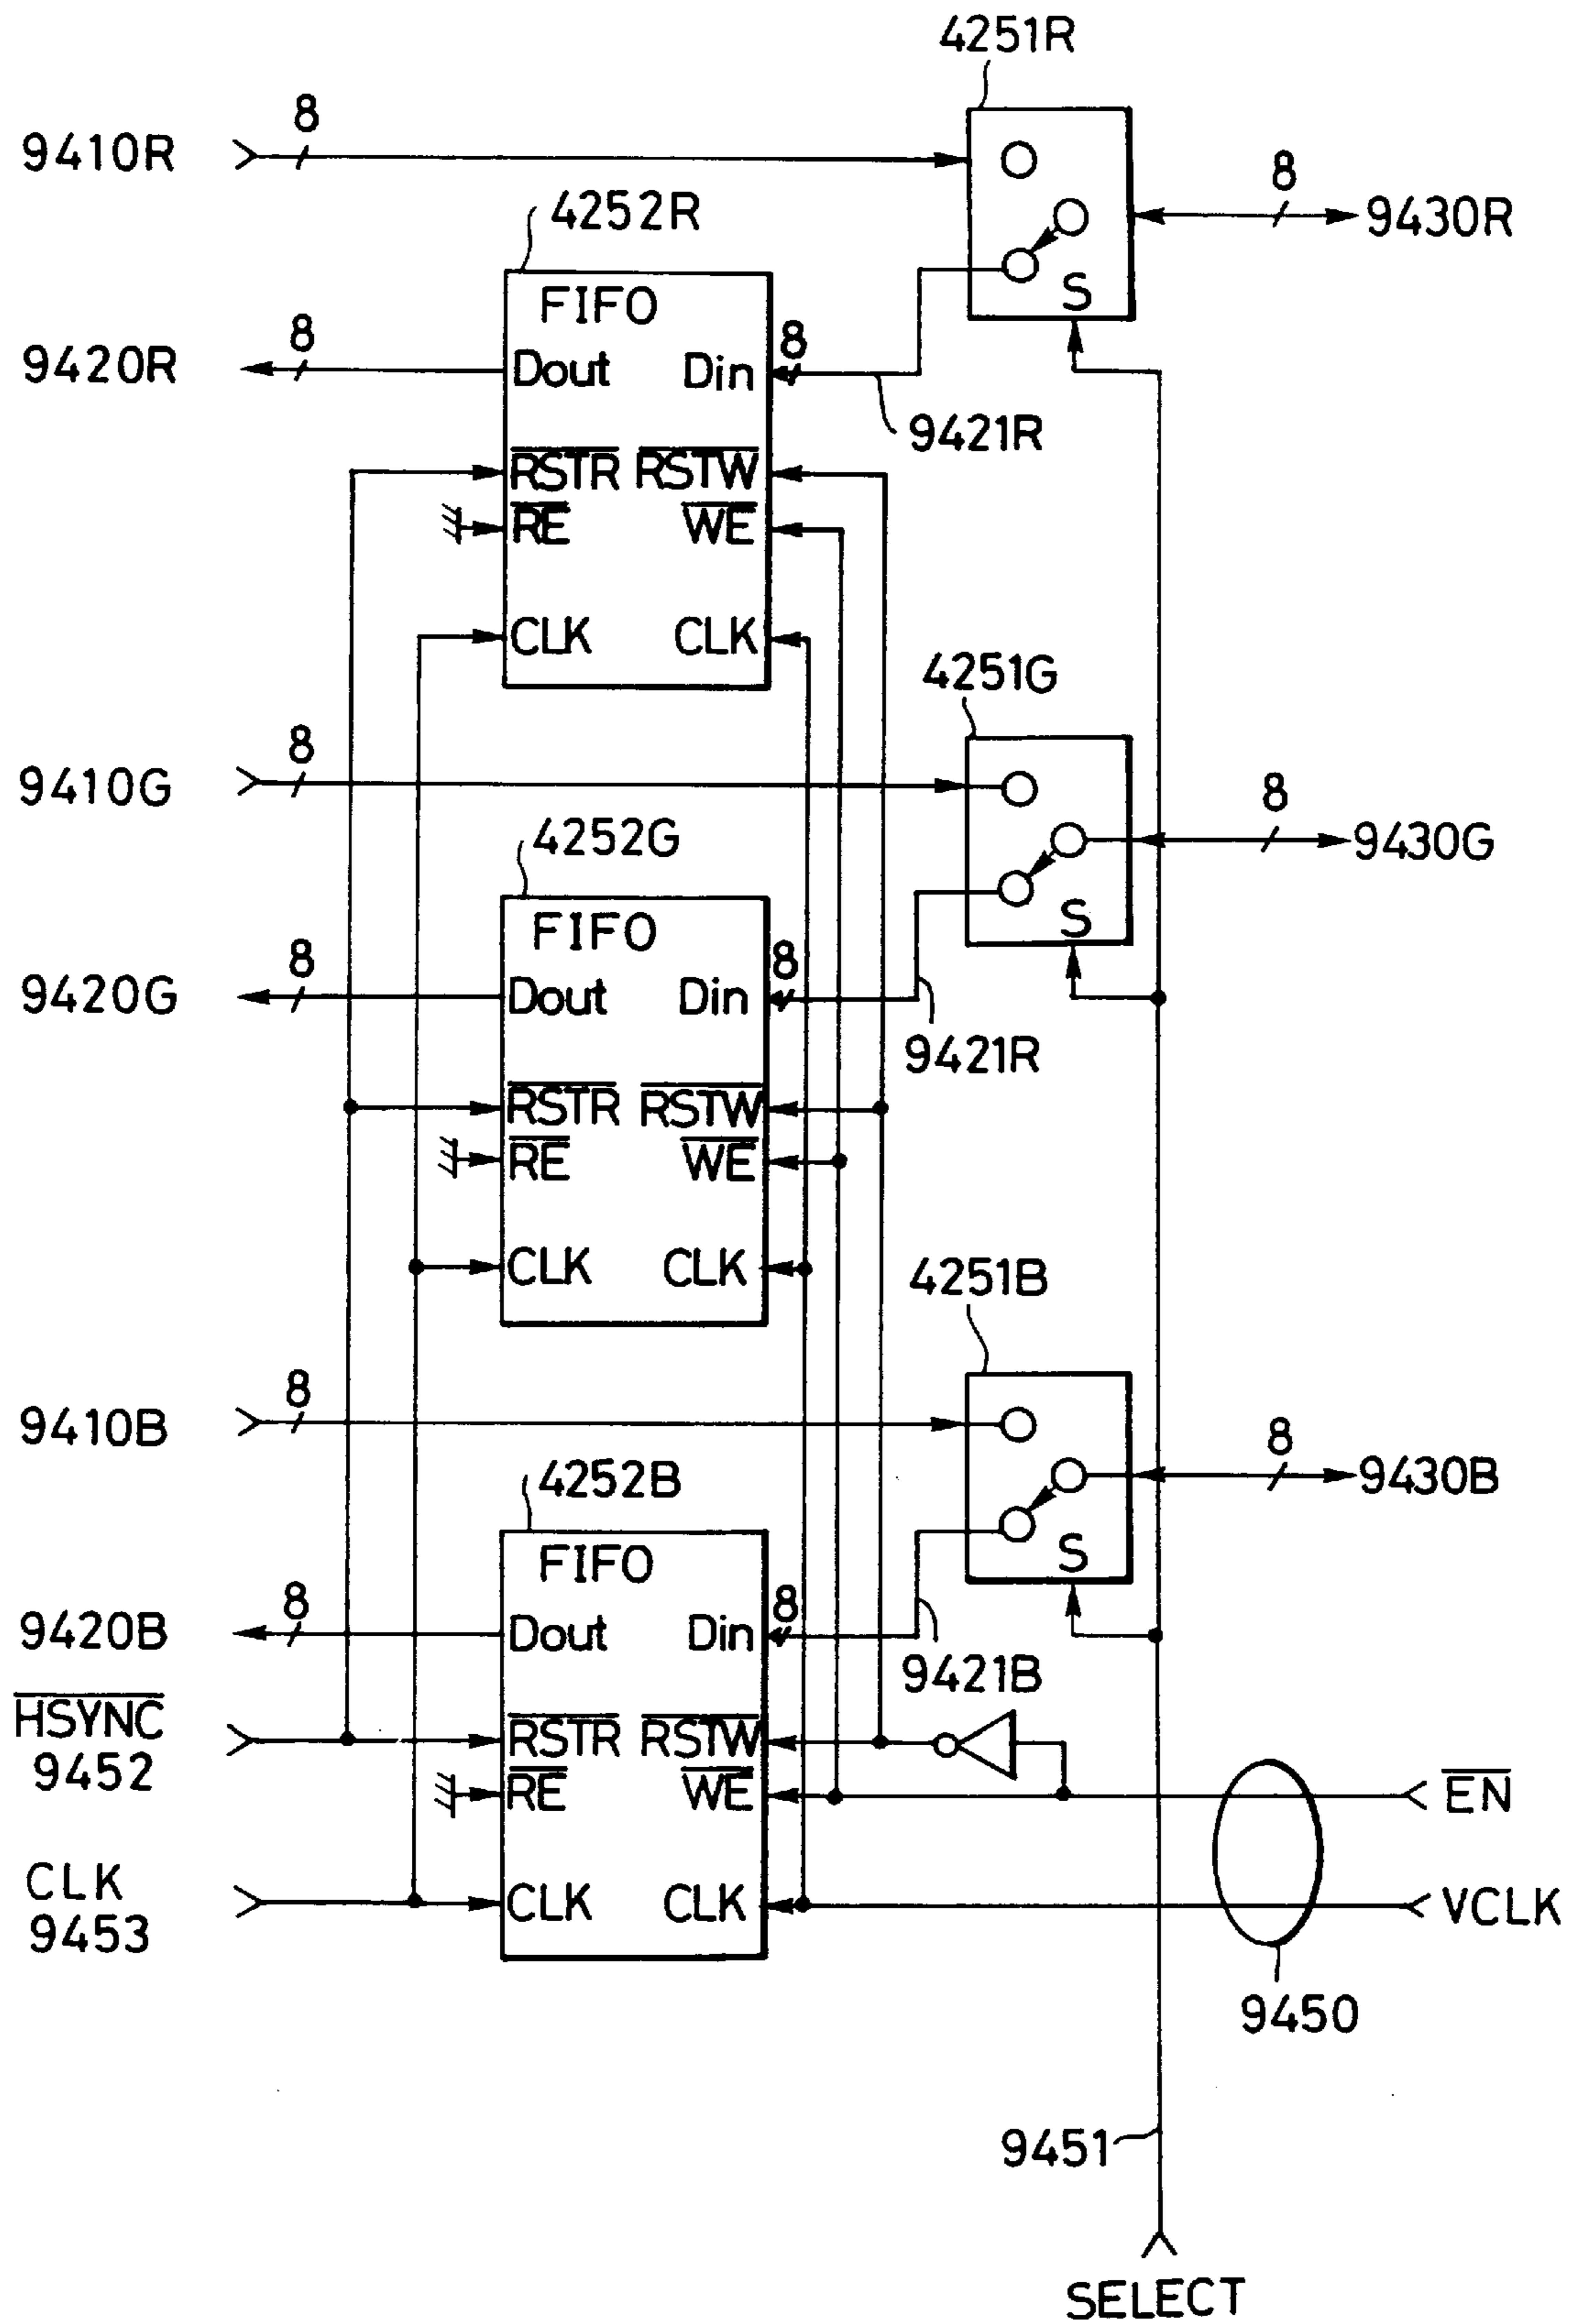 4251R
8
9410R
8
9430R
4252R
FIFO
S
8
9420R
Dout Din
8
9421R
RSTR RSTW
RE WE
CLK CLK
4251G
8
9410G
8
9430G
4252G
FIFO
S
8
9420G
Dout Din
8
9421R
RSTR RSTW
RE WE
CLK CLK
4251B
8
9410B
8
9430B
4252B
FIFO
S
8
9420B
Dout Din
8
9421B
HSYNC
9452
RSTR RSTW
RE WE
EN
CLK
9453
CLK CLK
VCLK
9450
9451
SELECT